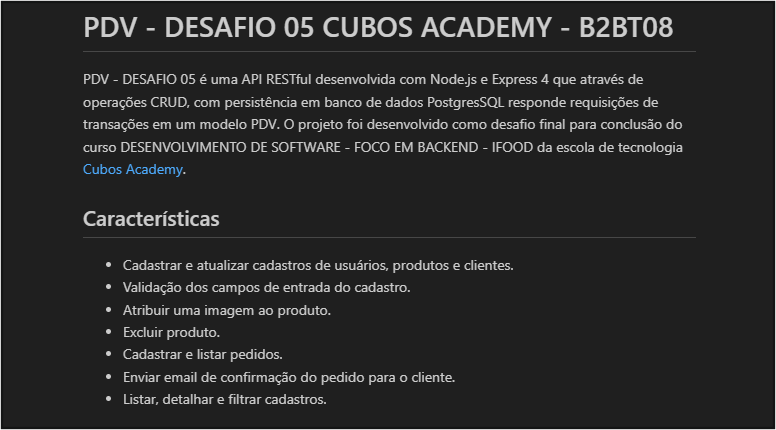 PDV - DESAFIO 05 CUBOS ACADEMY - B2BT08
PDV - DESAFIO 05 é uma API RESTful desenvolvida com Node.js e Express 4 que através de
operações CRUD, com persistência em banco de dados PostgresSQL responde requisições de
transações em um modelo PDV. O projeto foi desenvolvido como desafio final para conclusão do
curso DESENVOLVIMENTO DE SOFTWARE - FOCO EM BACKEND - IFOOD da escola de tecnologia
Cubos Academy.
Características
• Cadastrar e atualizar cadastros de usuários, produtos e clientes.
• Validação dos campos de entrada do cadastro.
• Atribuir uma imagem ao produto.
• Excluir produto.
• Cadastrar e listar pedidos.
• Enviar email de confirmação do pedido para o cliente.
• Listar, detalhar e filtrar cadastros.